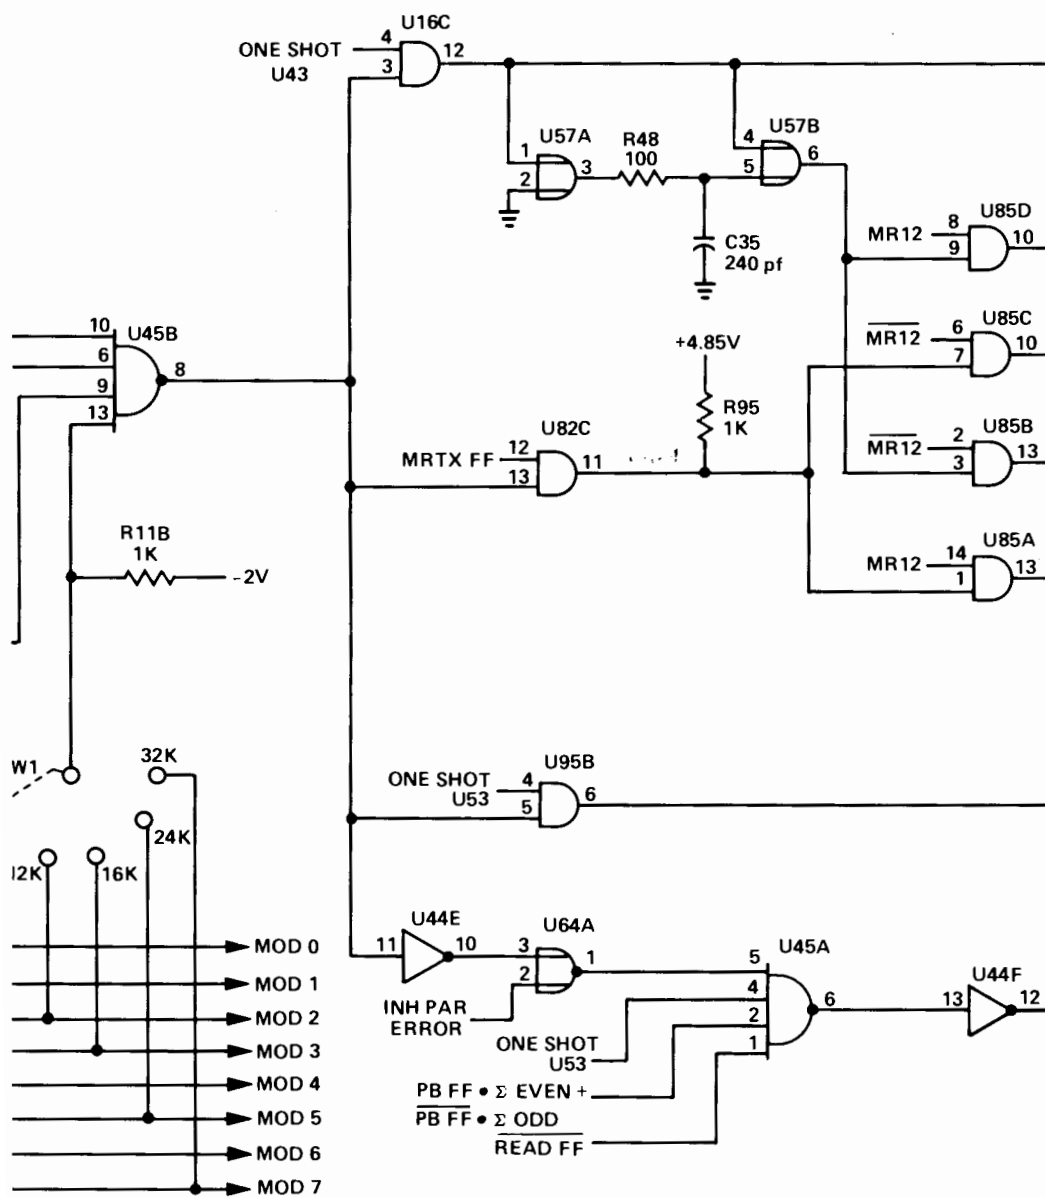 U16C
4
ONE SHOT
U43
3
12
U57A
1
2
3
R48
100
U57B
4
5
6
C35
240 pf
U85D
MR12
8
9
10
U45B
10
6
9
13
8
+4.85V
R95
1K
U85C
MR12
6
7
10
U82C
MRTX FF
12
13
11
U85B
MR12
2
3
13
R11B
1K
-2V
U85A
MR12
14
1
13
W1
32K
24K
12K
16K
U95B
ONE SHOT
U53
4
5
6
U44E
11
10
U64A
3
2
1
INH PAR
ERROR
U45A
5
4
2
1
6
U44F
13
12
ONE SHOT
U53
PB FF • Σ EVEN +
PB FF • Σ ODD
READ FF
MOD 0
MOD 1
MOD 2
MOD 3
MOD 4
MOD 5
MOD 6
MOD 7